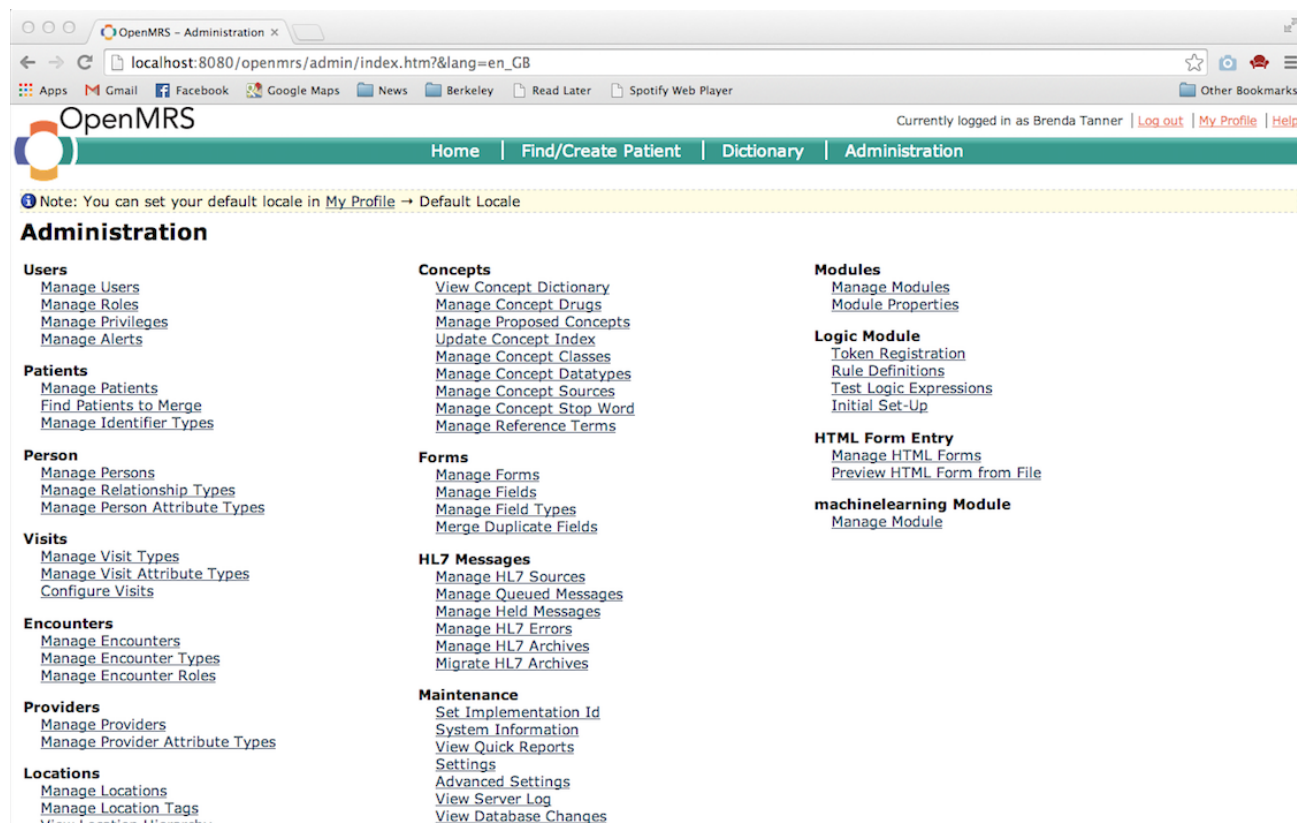 OpenMRS – Administration ×
localhost:8080/openmrs/admin/index.htm?&lang=en_GB
Apps Gmail Facebook Google Maps News Berkeley Read Later Spotify Web Player Other Bookmarks
OpenMRS
Currently logged in as Brenda Tanner | Log out | My Profile | Help
Home | Find/Create Patient | Dictionary | Administration
Note: You can set your default locale in My Profile → Default Locale
Administration
Users
Manage Users
Manage Roles
Manage Privileges
Manage Alerts
Patients
Manage Patients
Find Patients to Merge
Manage Identifier Types
Person
Manage Persons
Manage Relationship Types
Manage Person Attribute Types
Visits
Manage Visit Types
Manage Visit Attribute Types
Configure Visits
Encounters
Manage Encounters
Manage Encounter Types
Manage Encounter Roles
Providers
Manage Providers
Manage Provider Attribute Types
Locations
Manage Locations
Manage Location Tags
View Location Hierarchy
Concepts
View Concept Dictionary
Manage Concept Drugs
Manage Proposed Concepts
Update Concept Index
Manage Concept Classes
Manage Concept Datatypes
Manage Concept Sources
Manage Concept Stop Word
Manage Reference Terms
Forms
Manage Forms
Manage Fields
Manage Field Types
Merge Duplicate Fields
HL7 Messages
Manage HL7 Sources
Manage Queued Messages
Manage Held Messages
Manage HL7 Errors
Manage HL7 Archives
Migrate HL7 Archives
Maintenance
Set Implementation Id
System Information
View Quick Reports
Settings
Advanced Settings
View Server Log
View Database Changes
Modules
Manage Modules
Module Properties
Logic Module
Token Registration
Rule Definitions
Test Logic Expressions
Initial Set-Up
HTML Form Entry
Manage HTML Forms
Preview HTML Form from File
machinelearning Module
Manage Module